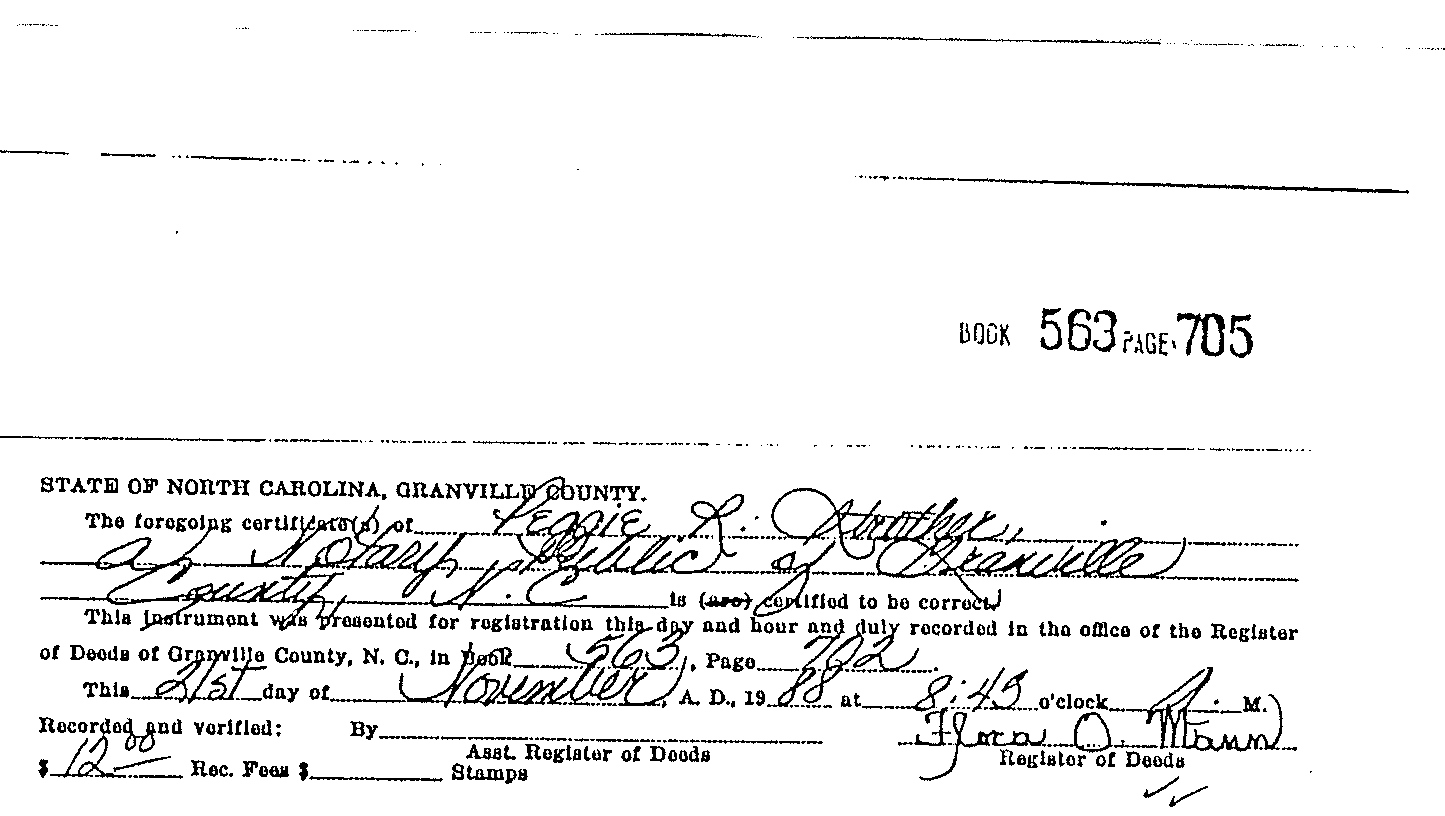 BOOK 563 PAGE 705
STATE OF NORTH CAROLINA, GRANVILLE COUNTY.
The foregoing certificate(s) of Peggie R. Strother,
a Notary Public of Granville
County, N.C. is (are) certified to be correct.
This instrument was presented for registration this day and hour and duly recorded in the office of the Register
of Deeds of Granville County, N. C., in Book 563, Page 702.
This 21st day of November, A. D., 19 88 at 8:43 o'clock A. M.)
Recorded and verified: By Flora O. Mann
Asst. Register of Deeds Register of Deeds
$ 12.00 Rec. Fees $ Stamps